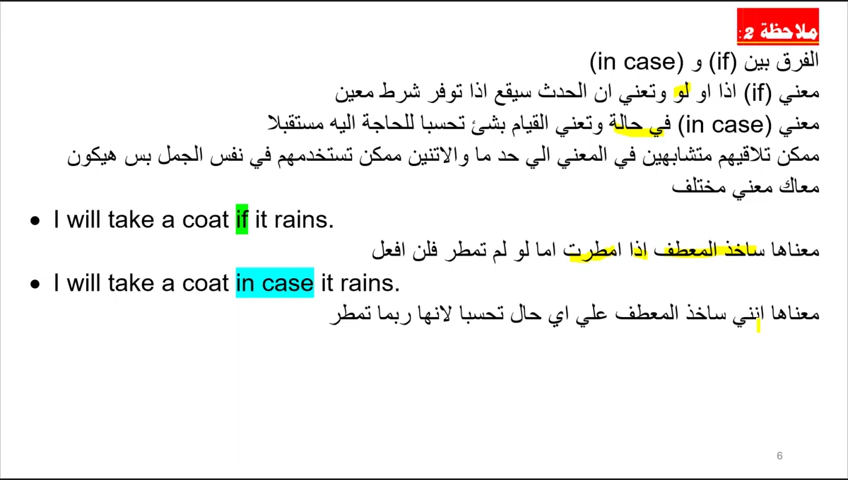 ملاحظة 2:
الفرق بين (if) و (in case)
معني (if) اذا او لو وتعني ان الحدث سيقع اذا توفر شرط معين
معني (in case) في حالة وتعني القيام بشئ تحسبا للحاجة اليه مستقبلا
ممكن تلاقيهم متشابهين في المعني الي حد ما والاتنين ممكن تستخدمهم في نفس الجمل بس هيكون
معاك معني مختلف
• I will take a coat if it rains.
معناها ساخذ المعطف اذا امطرت اما لو لم تمطر فلن افعل
• I will take a coat in case it rains.
معناها انني ساخذ المعطف علي اي حال تحسبا لانها ربما تمطر
6